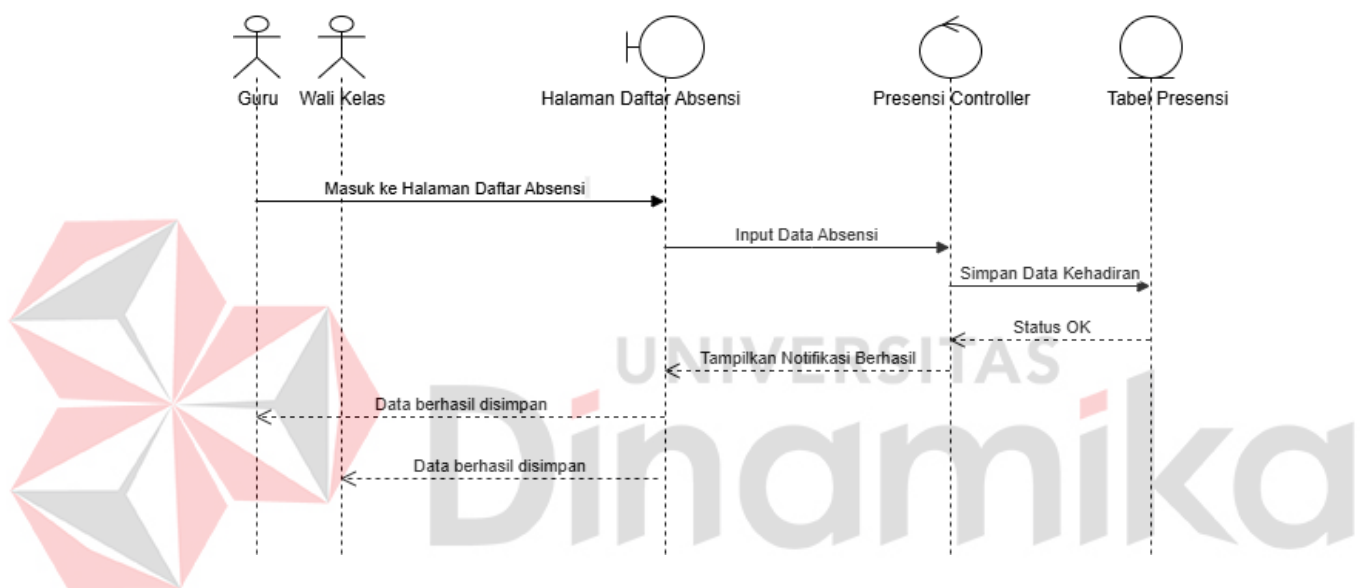 Guru
Wali Kelas
Halaman Daftar Absensi
Presensi Controller
Tabel Presensi
Masuk ke Halaman Daftar Absensi
Input Data Absensi
Simpan Data Kehadiran
Status OK
UNIVERSITAS
Tampilkan Notifikasi Berhasil
Data berhasil disimpan
Dinamika
Data berhasil disimpan